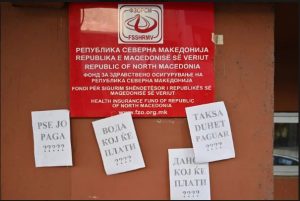 ФЗОРСМ
FSSHRMV
РЕПУБЛИКА СЕВЕРНА МАКЕДОНИЈА
REPUBLIKA E MAQEDONISË SË VERIUT
REPUBLIC OF NORTH MACEDONIA
ФОНД ЗА ЗДРАВСТВЕНО ОСИГУРУВАЊЕ НА
РЕПУБЛИКА СЕВЕРНА МАКЕДОНИЈА
FONDI PËR SIGURIM SHËNDETËSOR I REPUBLIKËS SË
MAQEDONISË SË VERIUT
HEALTH INSURANCE FUND OF REPUBLIC OF
NORTH MACEDONIA
www.fzo.org.mk
PSE JO
PAGA
?????
ВОДА
КОЈ ЌЕ
ПЛАТИ
????
TAKSA
DUHET
PAGUAR
????
КОЈ ЌЕ
ПЛАТИ
????